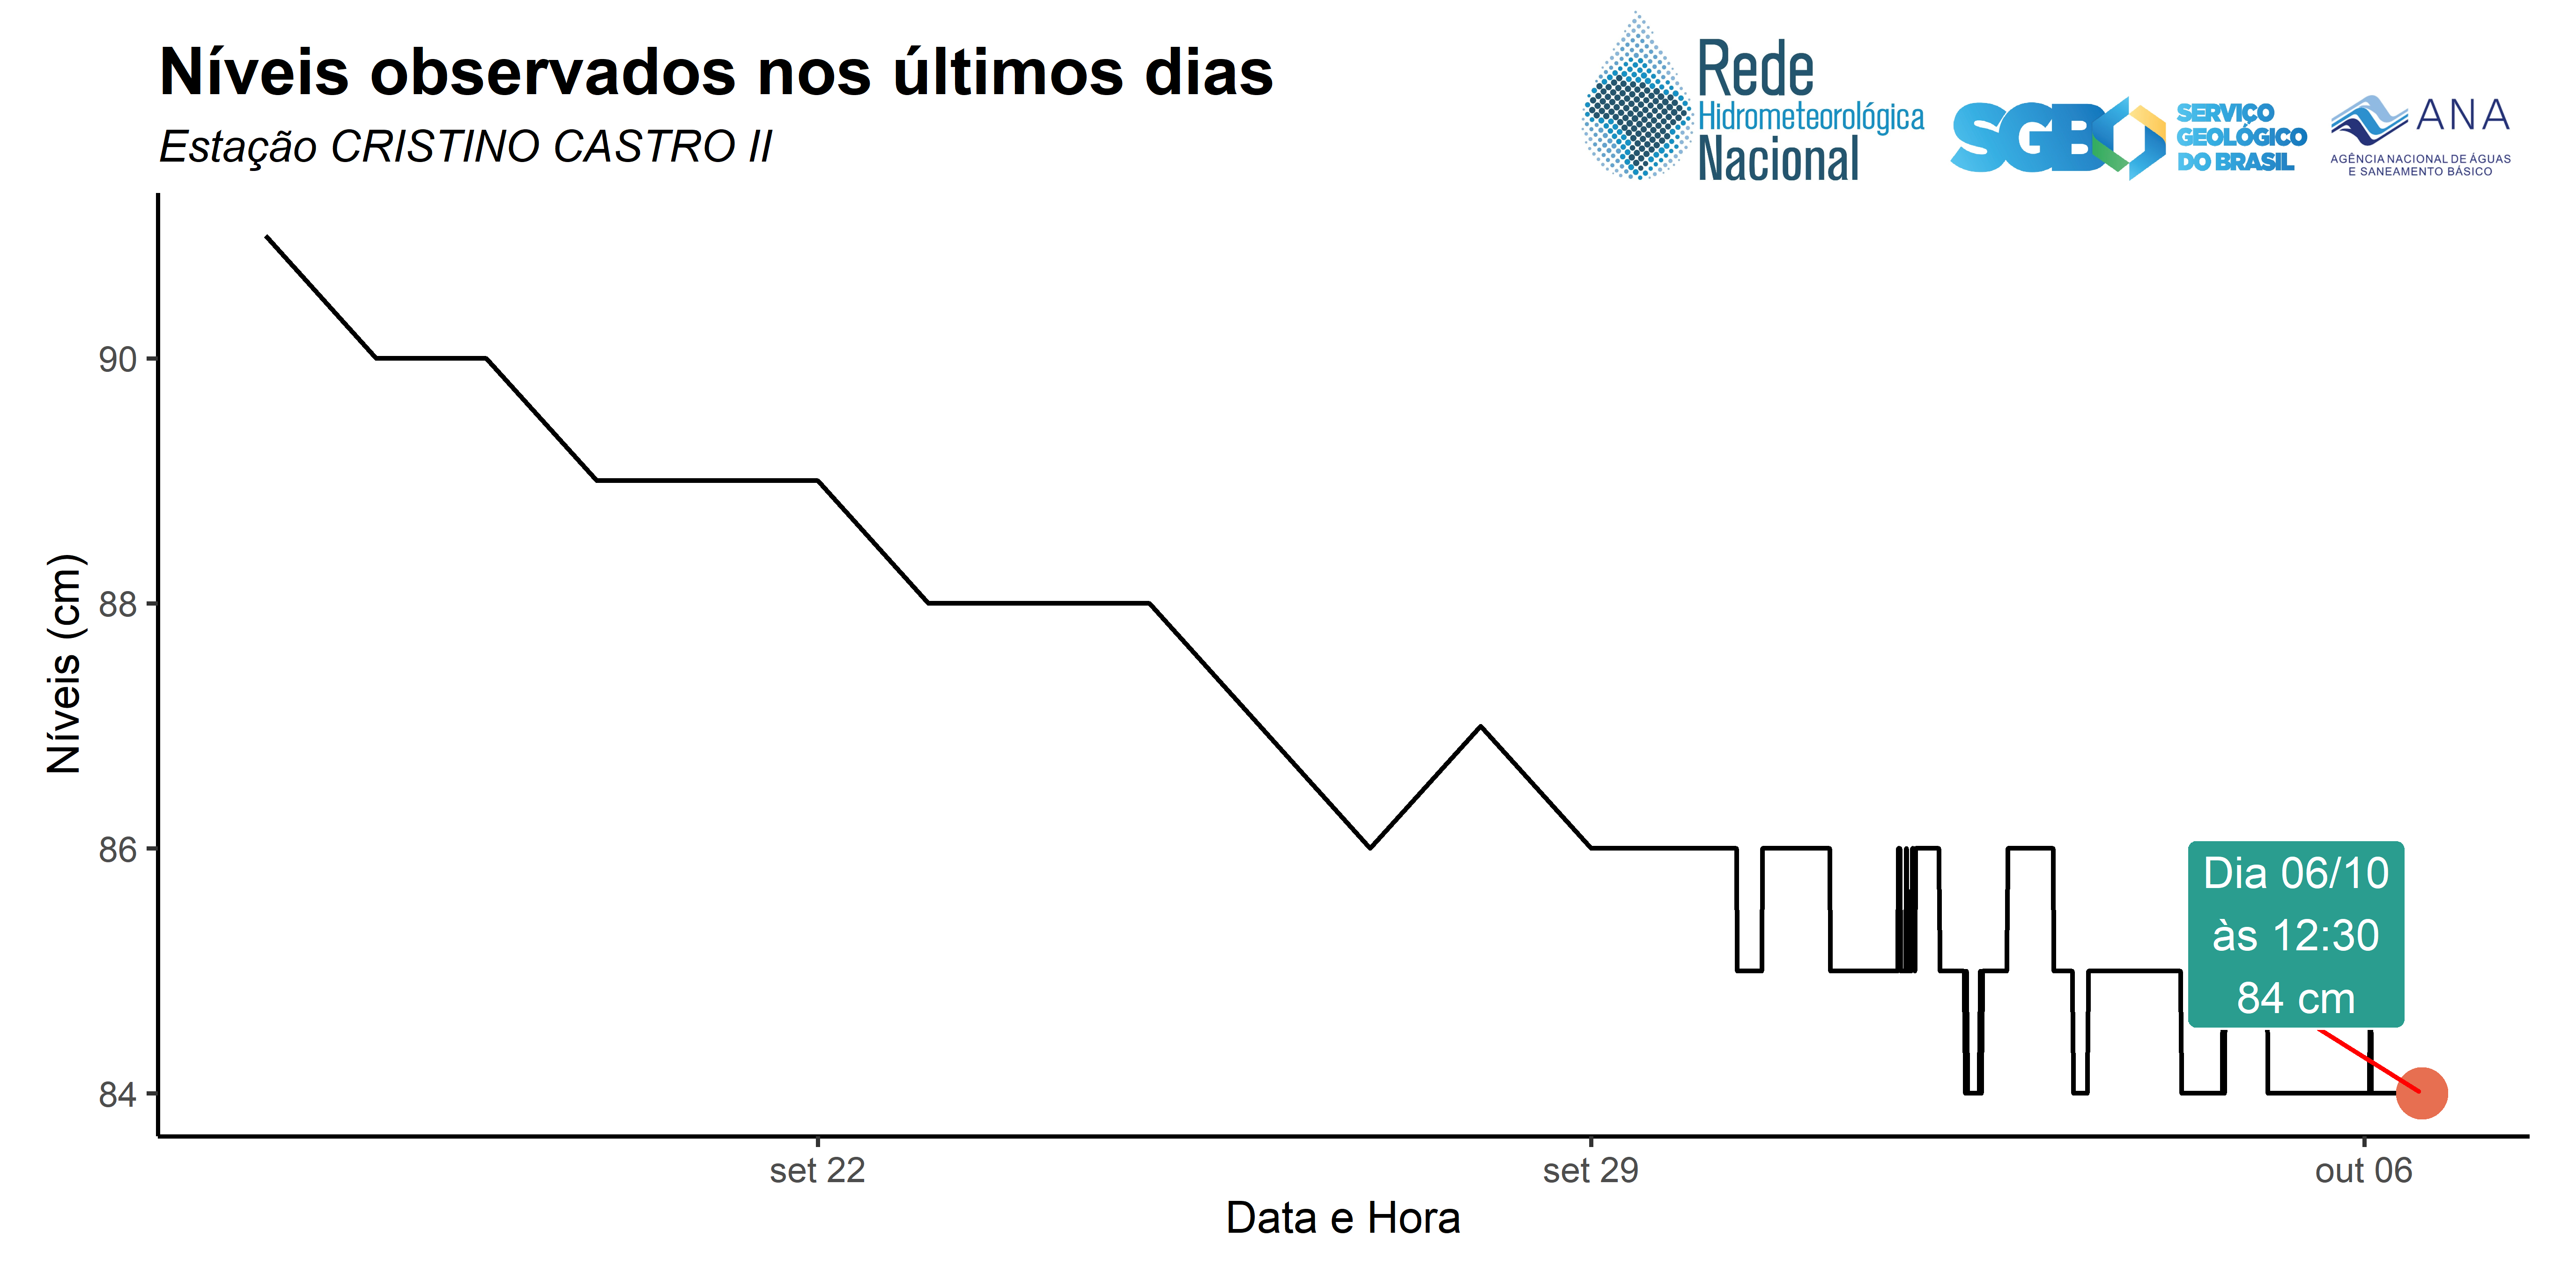 Níveis observados nos últimos dias
Estação CRISTINO CASTRO II
Rede
Hidrometeorológica
Nacional
SGB
SERVIÇO
GEOLÓGICO
DO BRASIL
ANA
AGÊNCIA NACIONAL DE ÁGUAS
E SANEAMENTO BÁSICO
Níveis (cm)
90
88
86
84
Dia 06/10
às 12:30
84 cm
set 22
set 29
out 06
Data e Hora